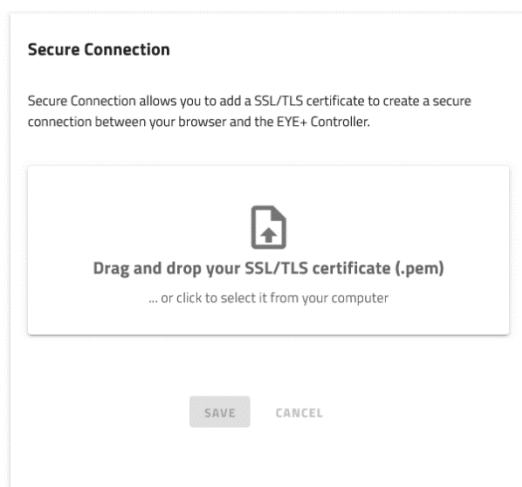 Secure Connection
Secure Connection allows you to add a SSL/TLS certificate to create a secure
connection between your browser and the EYE+ Controller.
Drag and drop your SSL/TLS certificate (.pem)
... or click to select it from your computer
SAVE CANCEL